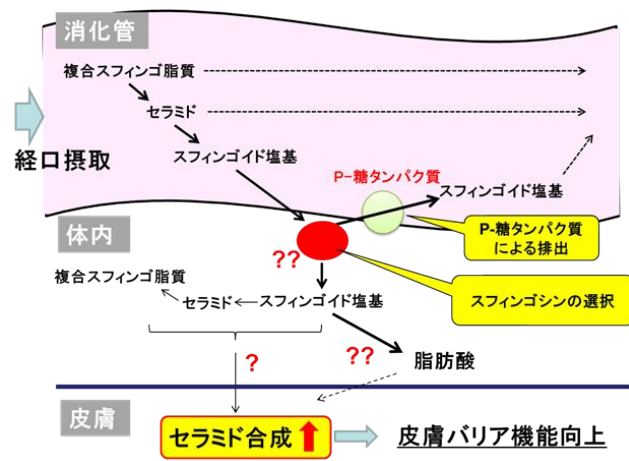 消化管
複合スフィンゴ脂質
セラミド
経口摂取
スフィンゴイド塩基
P-糖タンパク質
スフィンゴイド塩基
体内
P-糖タンパク質
による排出
??
複合スフィンゴ脂質
セラミド
スフィンゴイド塩基
スフィンゴシンの選択
?
??
脂肪酸
皮膚
セラミド合成
皮膚バリア機能向上